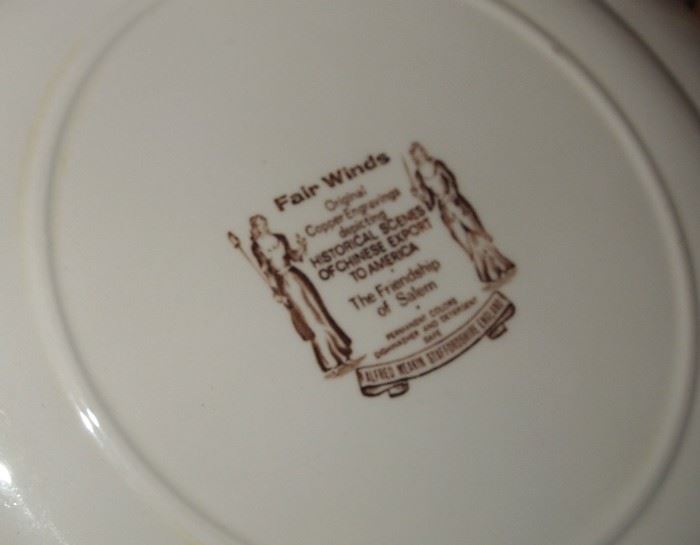 Fair Winds
Original
Copper Engravings
depicting
HISTORICAL SCENES
OF CHINESE EXPORT
TO AMERICA
The Friendship
of Salem
PERMANENT COLORS
DISHWASHER AND DETERGENT
SAFE
ALFRED MEAKIN STAFFORDSHIRE ENGLAND